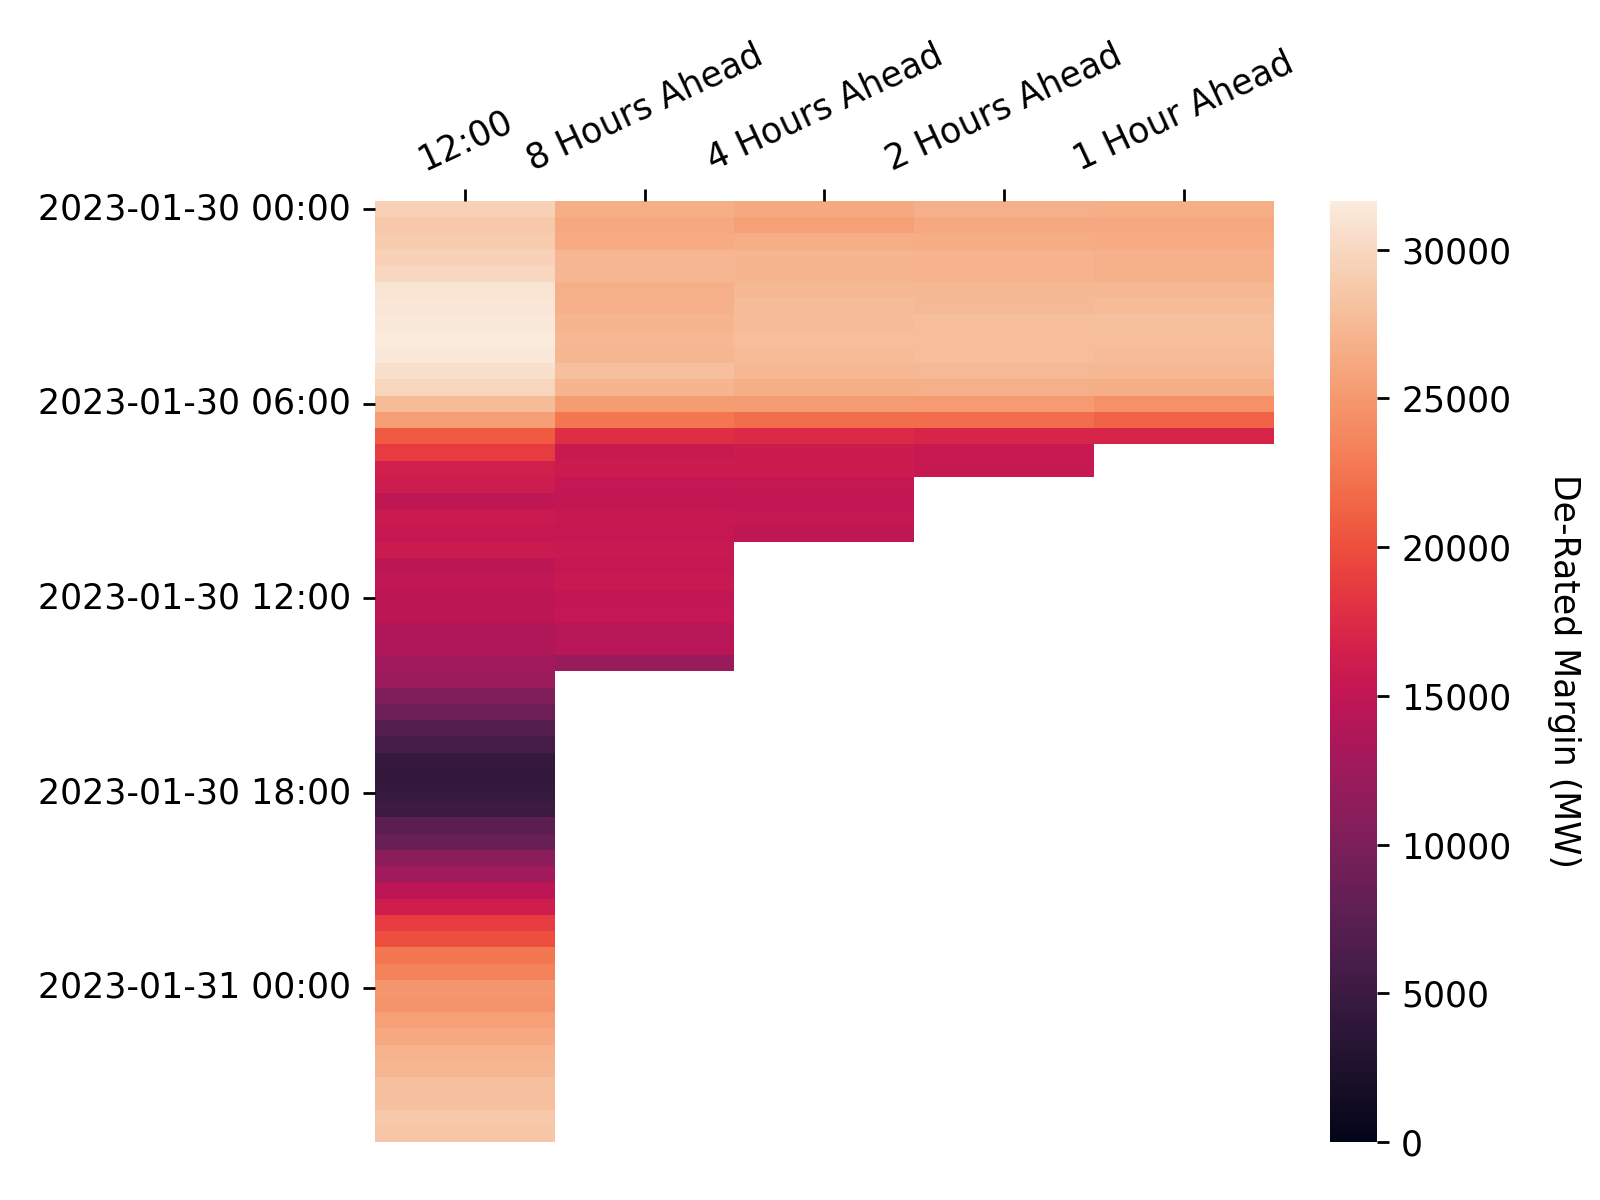 12:00
8 Hours Ahead
4 Hours Ahead
2 Hours Ahead
1 Hour Ahead
2023-01-30 00:00
2023-01-30 06:00
2023-01-30 12:00
2023-01-30 18:00
2023-01-31 00:00
30000
25000
20000
15000
10000
5000
0
De-Rated Margin (MW)